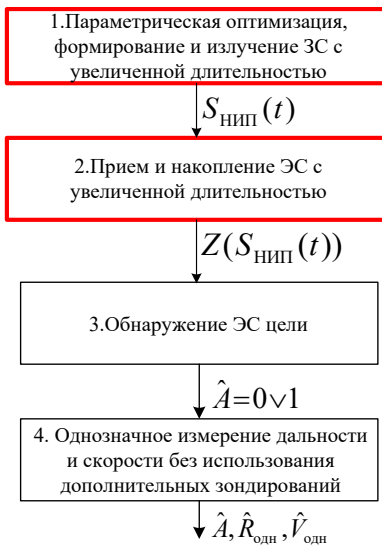 1.Параметрическая оптимизация,
формирование и излучение ЗС с
увеличенной длительностью
S_НИП(t)
2.Прием и накопление ЭС с
увеличенной длительностью
Z(S_НИП(t))
3.Обнаружение ЭС цели
Â=0∨1
4. Однозначное измерение дальности
и скорости без использования
дополнительных зондирований
Â, R̂_одн, V̂_одн